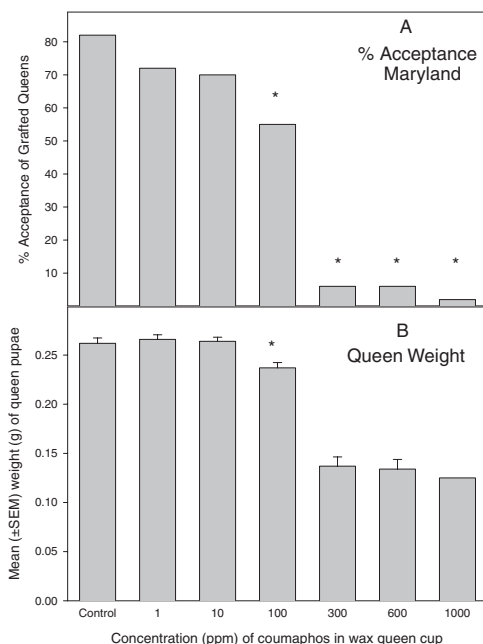 A
% Acceptance
Maryland
% Acceptance of Grafted Queens
80
70
60
50
40
30
20
10
*
*
*
*
B
Queen Weight
Mean (±SEM) weight (g) of queen pupae
0.25
0.20
0.15
0.10
0.05
0.00
*
Control 1 10 100 300 600 1000
Concentration (ppm) of coumaphos in wax queen cup